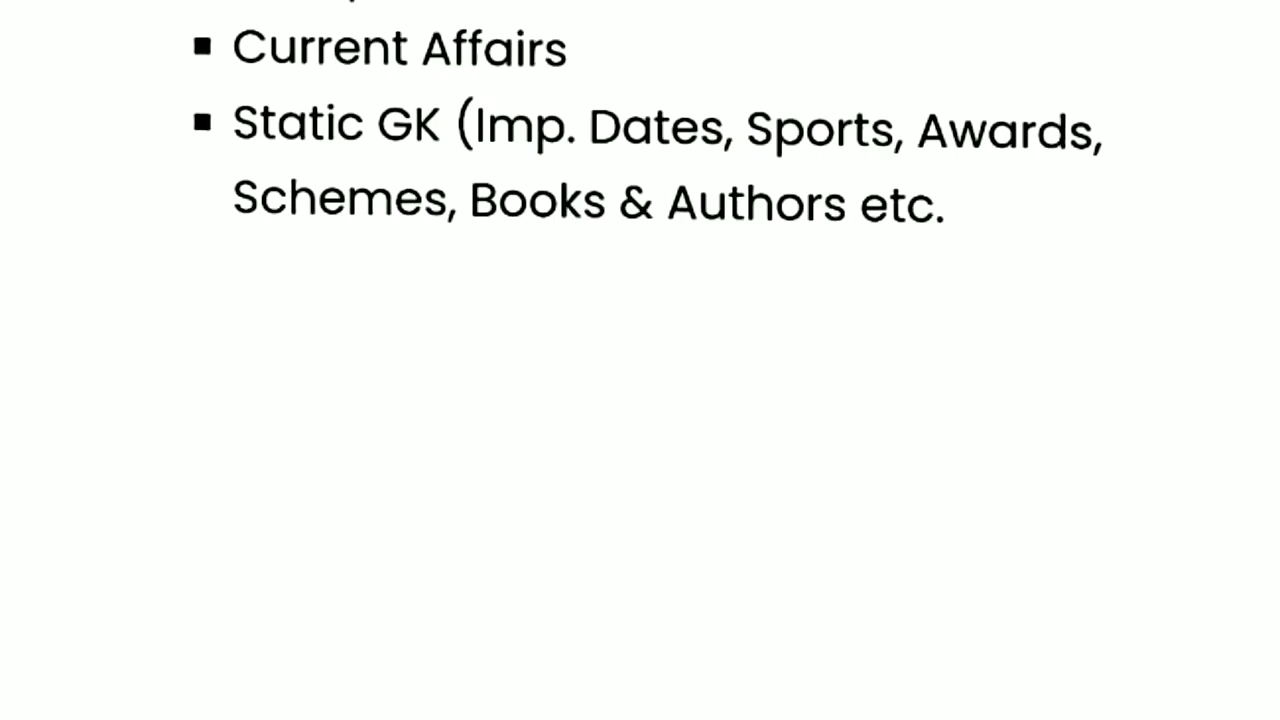 ▪ Current Affairs
▪ Static GK (Imp. Dates, Sports, Awards,
Schemes, Books & Authors etc.